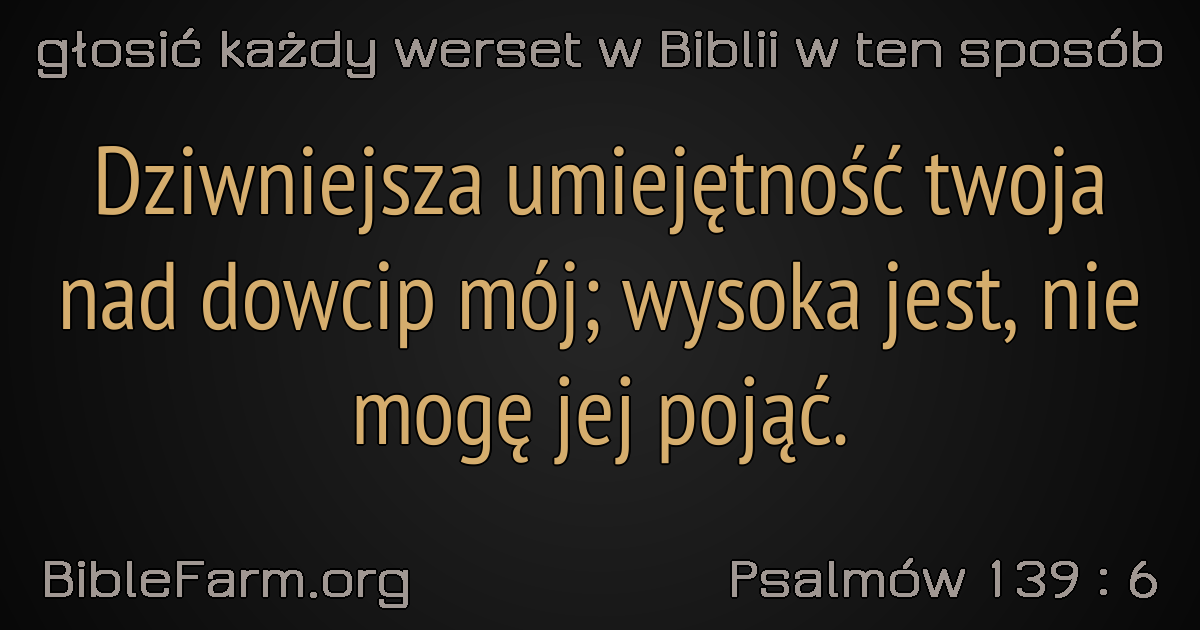 głosić każdy werset w Biblii w ten sposób
Dziwniejsza umiejętność twoja
nad dowcip mój; wysoka jest, nie
mogę jej pojąć.
BibleFarm.org
Psalmów 139 : 6